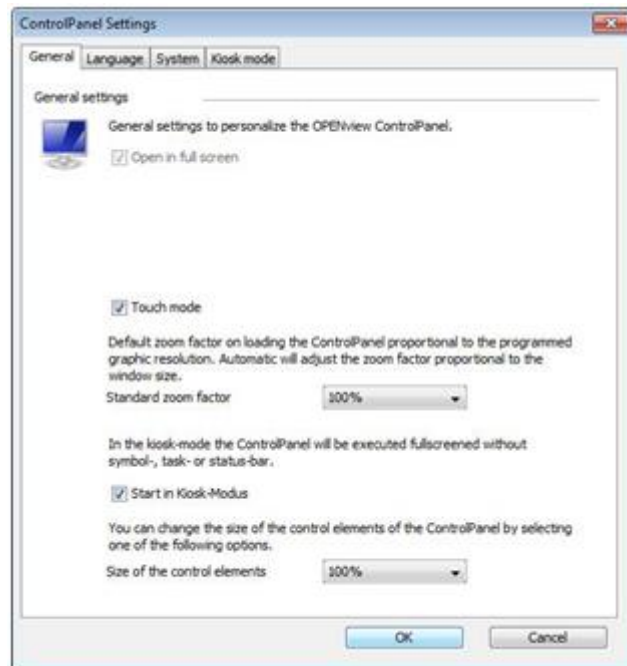 ControlPanel Settings
General Language System Kiosk mode
General settings
General settings to personalize the OPENview ControlPanel.
Open in full screen
Touch mode
Default zoom factor on loading the ControlPanel proportional to the programmed
graphic resolution. Automatic will adjust the zoom factor proportional to the
window size.
Standard zoom factor 100%
In the kiosk-mode the ControlPanel will be executed fullscreened without
symbol-, task- or status-bar.
Start in Kiosk-Modus
You can change the size of the control elements of the ControlPanel by selecting
one of the following options.
Size of the control elements 100%
OK Cancel